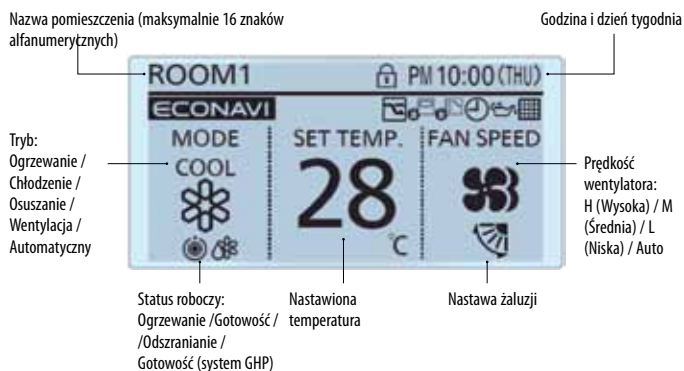 Nazwa pomieszczenia (maksymalnie 16 znaków
alfanumerycznych)
Godzina i dzień tygodnia
ROOM1
PM 10:00 (THU)
ECONAVI
MODE
SET TEMP.
FAN SPEED
COOL
28
°C
Tryb:
Ogrzewanie /
Chłodzenie /
Osuszanie /
Wentylacja /
Automatyczny
Prędkość
wentylatora:
H (Wysoka) / M
(Średnia) / L
(Niska) / Auto
Status roboczy:
Ogrzewanie /Gotowość /
/Odszranianie /
Gotowość (system GHP)
Nastawiona
temperatura
Nastawa żaluzji